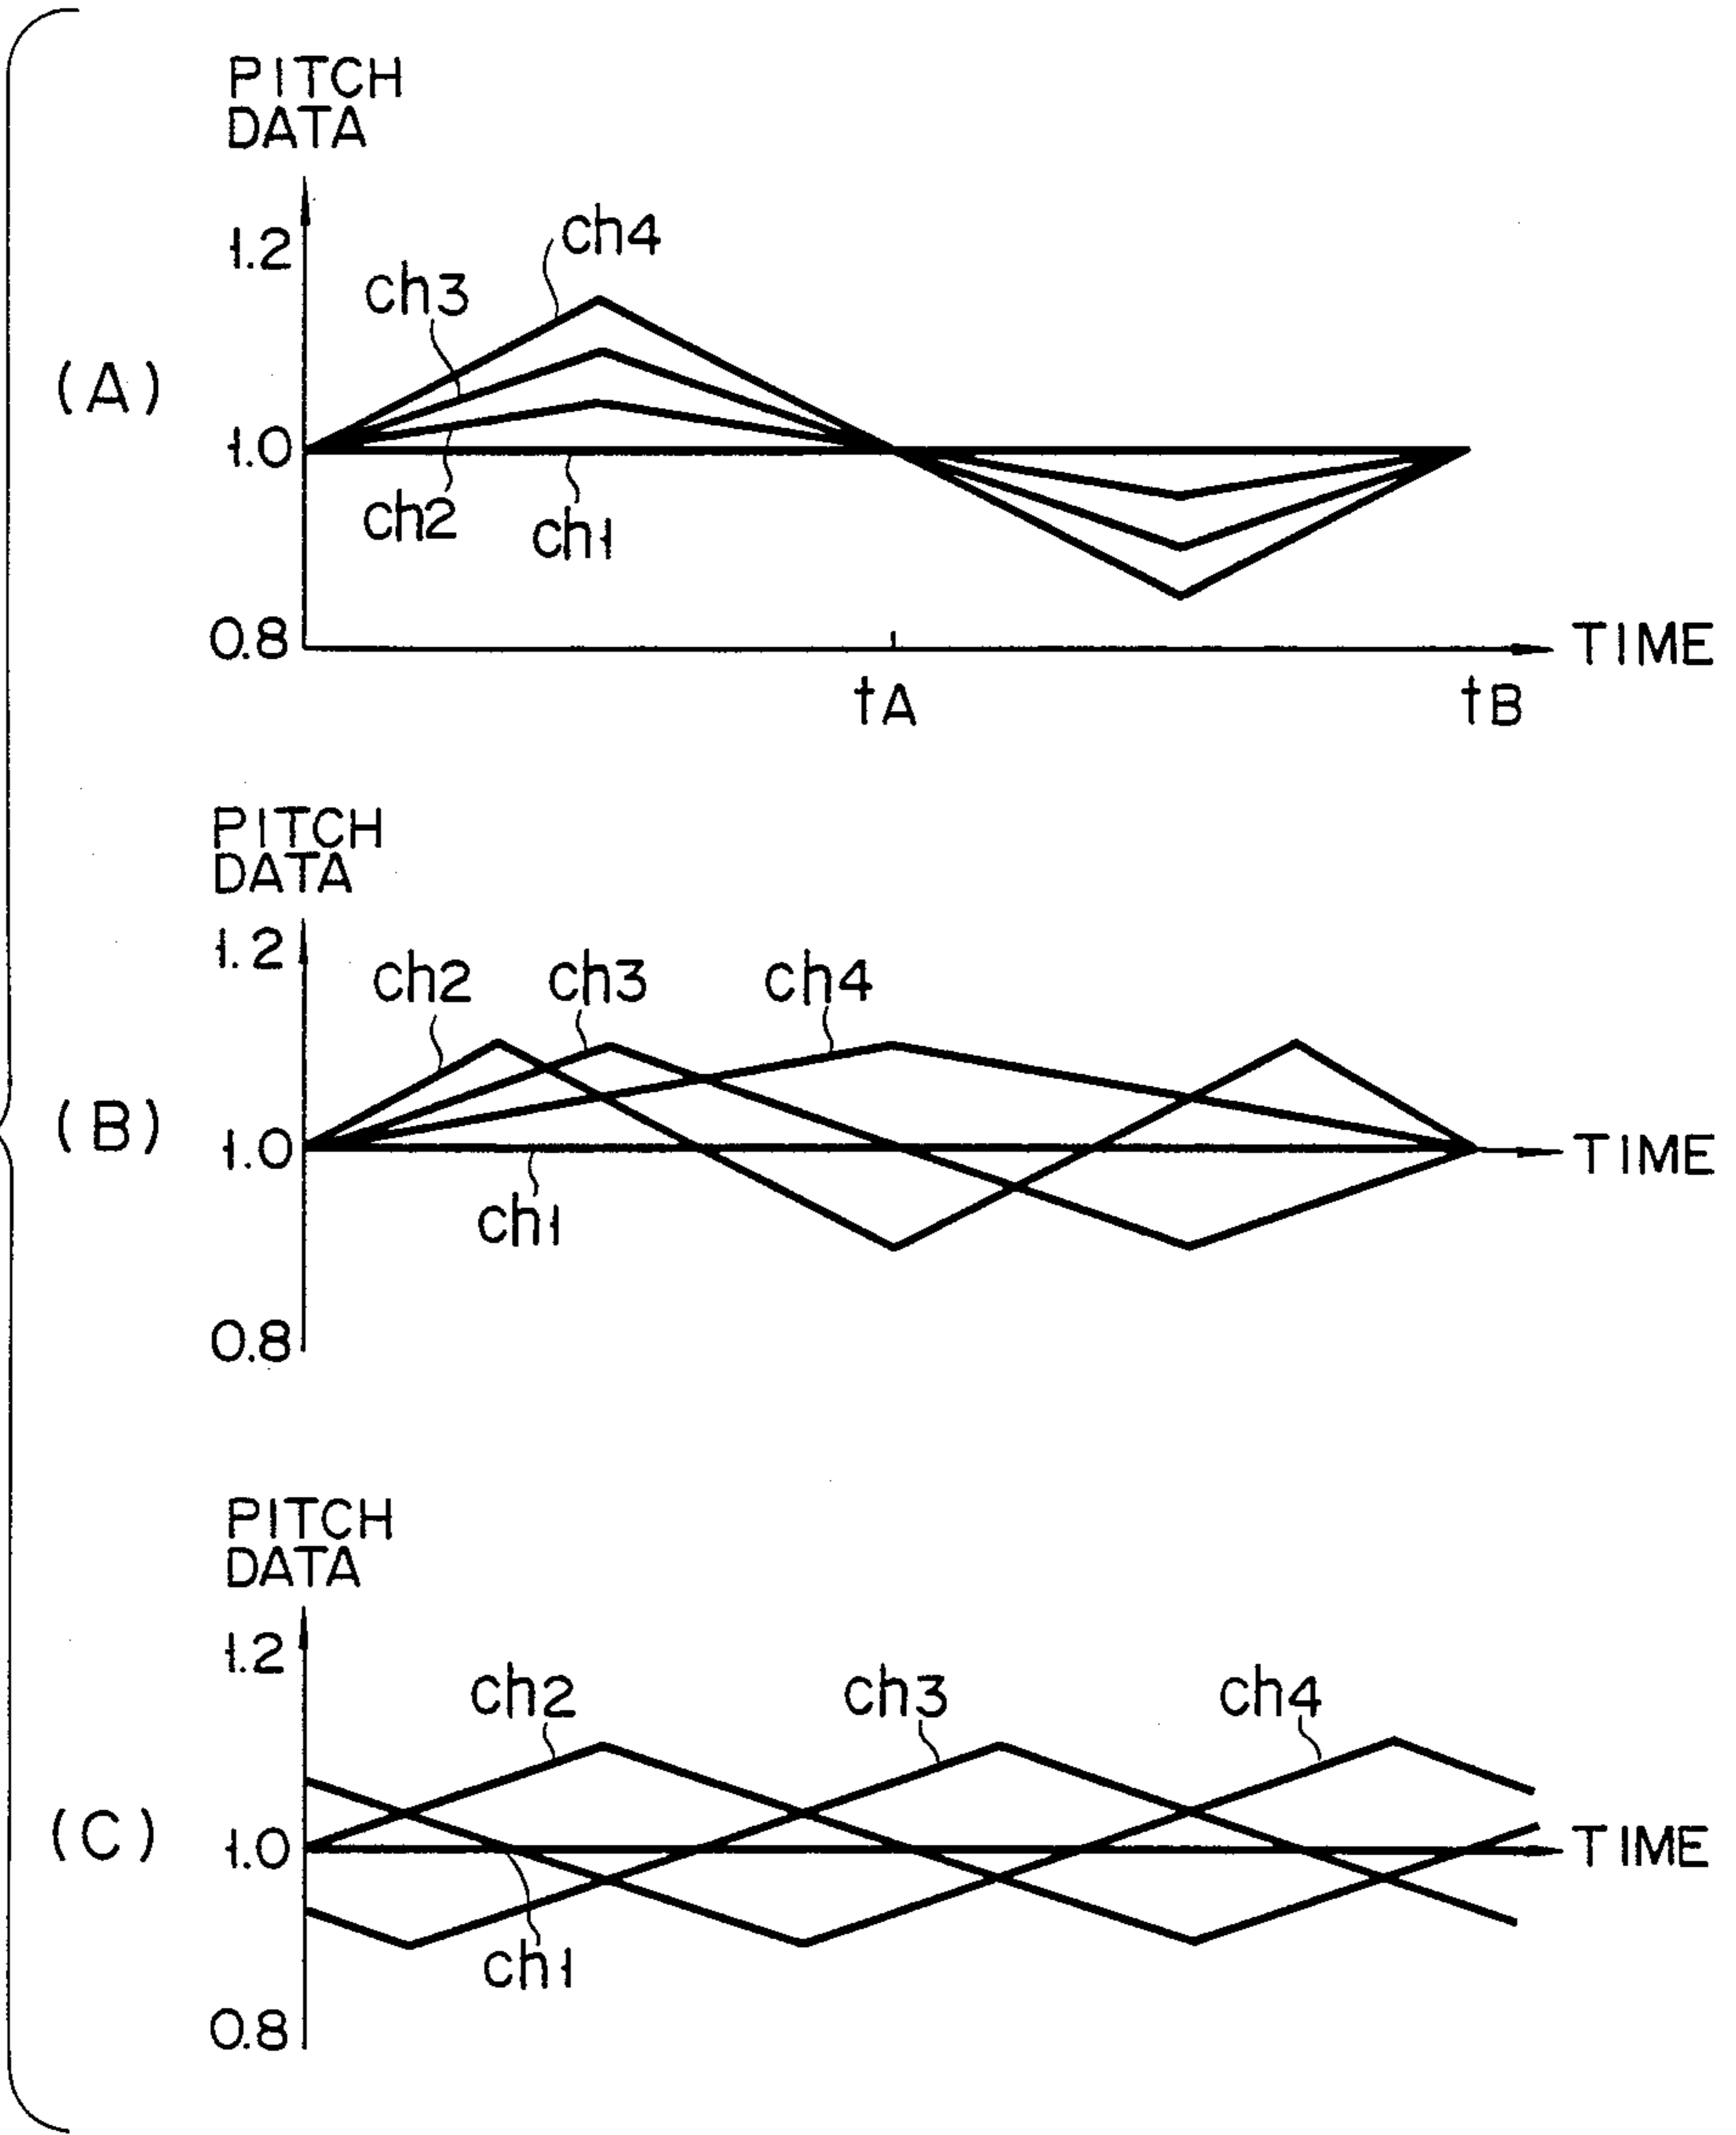 PITCH
DATA
1.2
ch4
ch3
(A)
1.0
ch2
ch1
0.8
TIME
tA
tB
PITCH
DATA
1.2
ch2
ch3
ch4
(B)
1.0
TIME
ch1
0.8
PITCH
DATA
1.2
ch2
ch3
ch4
(C)
1.0
TIME
ch1
0.8